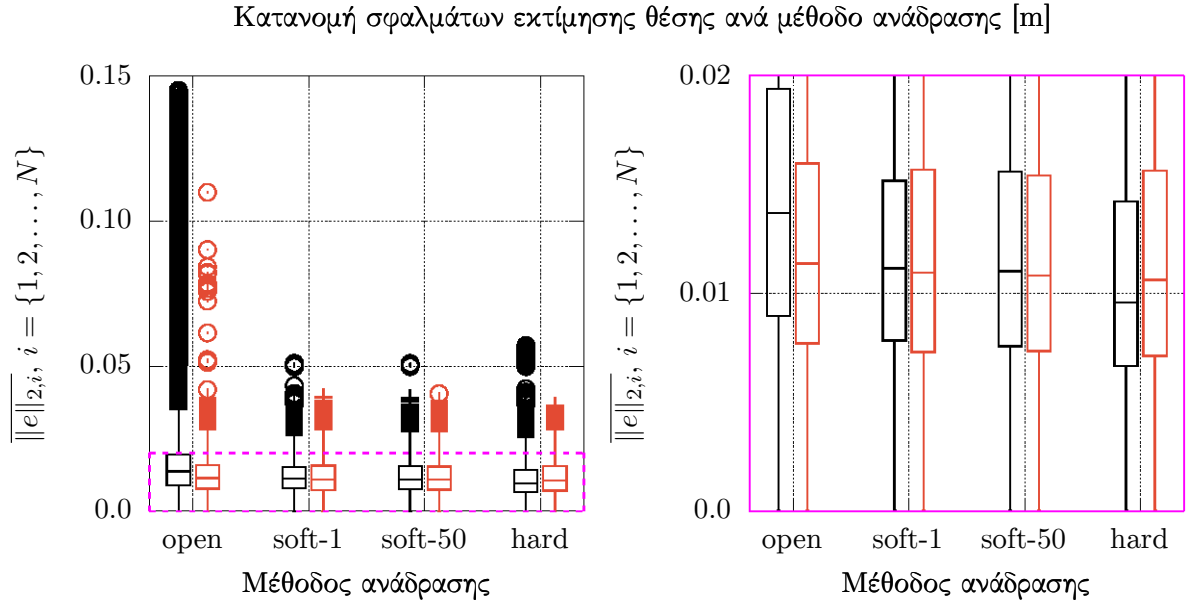 Κατανομή σφαλμάτων εκτίμησης θέσης ανά μέθοδο ανάδρασης [m]
0.15
0.10
0.05
0.0
‖e‖₂,ᵢ, i = {1, 2, . . . , N}
open soft-1 soft-50 hard
Μέθοδος ανάδρασης
0.02
0.01
0.0
‖e‖₂,ᵢ, i = {1, 2, . . . , N}
open soft-1 soft-50 hard
Μέθοδος ανάδρασης